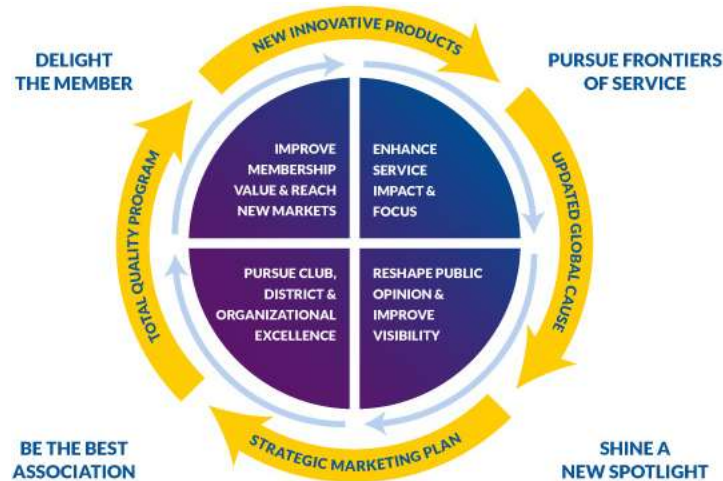 NEW INNOVATIVE PRODUCTS
DELIGHT
THE MEMBER
PURSUE FRONTIERS
OF SERVICE
IMPROVE
MEMBERSHIP
VALUE & REACH
NEW MARKETS
ENHANCE
SERVICE
IMPACT &
FOCUS
TOTAL QUALITY PROGRAM
UPDATED GLOBAL CAUSE
PURSUE CLUB,
DISTRICT &
ORGANIZATIONAL
EXCELLENCE
RESHAPE PUBLIC
OPINION &
IMPROVE
VISIBILITY
STRATEGIC MARKETING PLAN
BE THE BEST
ASSOCIATION
SHINE A
NEW SPOTLIGHT